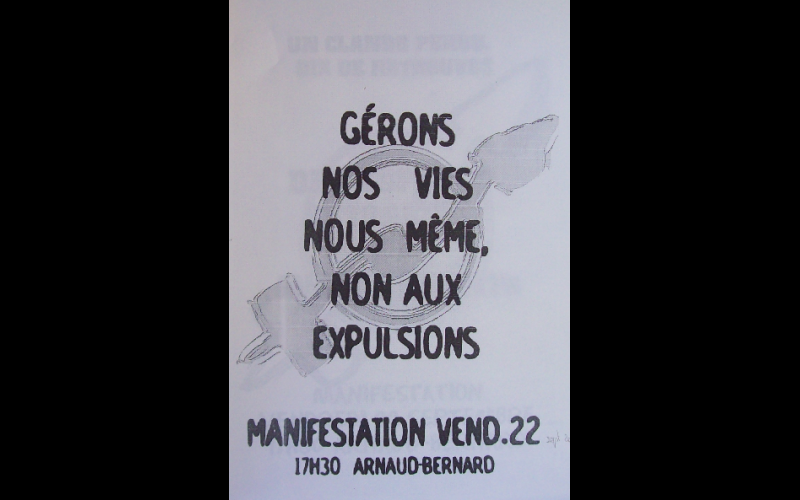 GÉRONS
NOS VIES
NOUS MÊME,
NON AUX
EXPULSIONS
MANIFESTATION VEND.22
17H30 ARNAUD-BERNARD